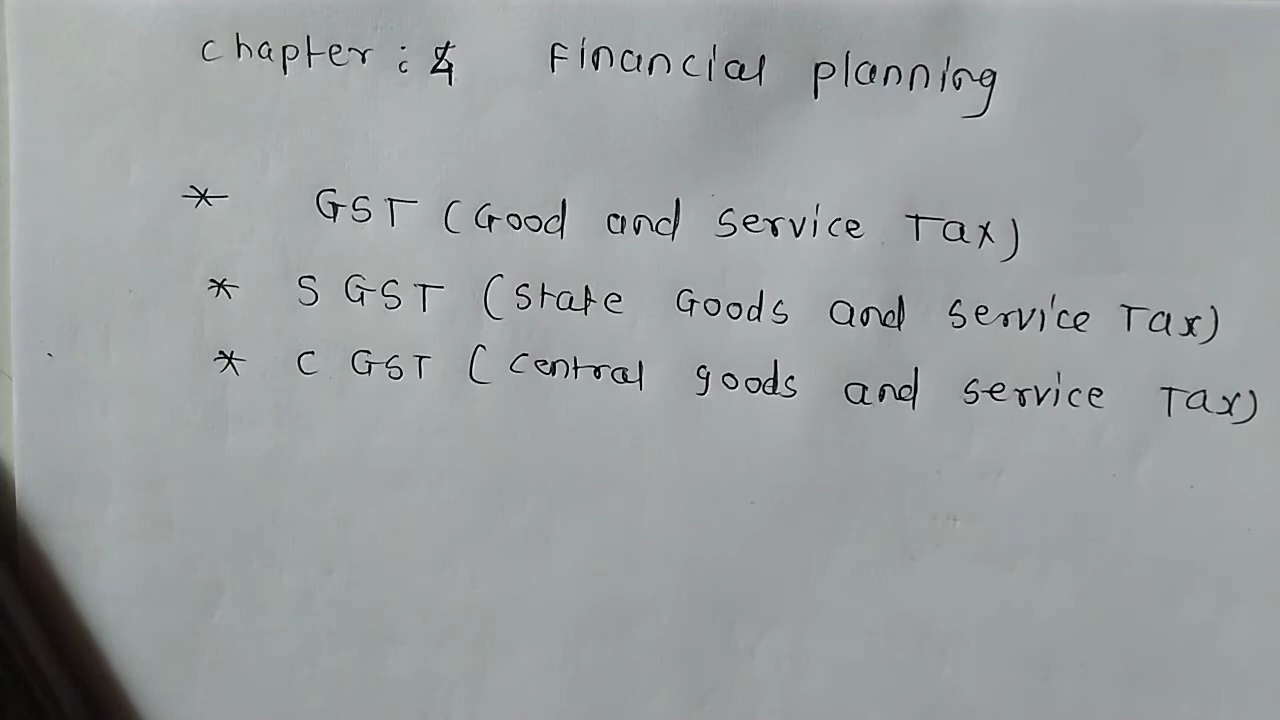 Chapter : 4 Financial planning
* GST (Good and service Tax)
* S GST (State Goods and service Tax)
* C GST (central goods and service Tax)